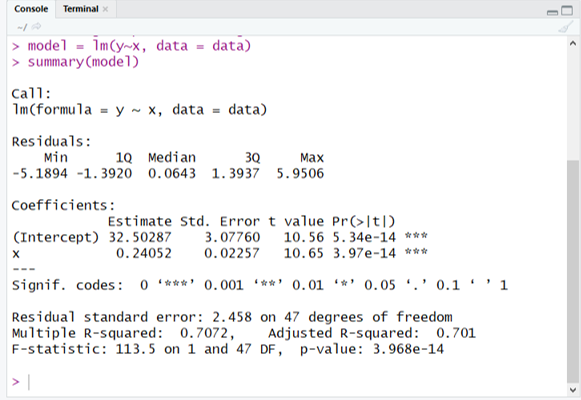 Console Terminal ×
~/
> model = lm(y~x, data = data)
> summary(model)
Call:
lm(formula = y ~ x, data = data)
Residuals:
    Min      1Q  Median      3Q     Max
-5.1894 -1.3920  0.0643  1.3937  5.9506
Coefficients:
            Estimate Std. Error t value Pr(>|t|)
(Intercept) 32.50287    3.07760   10.56 5.34e-14 ***
x            0.24052    0.02257   10.65 3.97e-14 ***
---
Signif. codes:  0 ‘***’ 0.001 ‘**’ 0.01 ‘*’ 0.05 ‘.’ 0.1 ‘ ’ 1
Residual standard error: 2.458 on 47 degrees of freedom
Multiple R-squared:  0.7072,    Adjusted R-squared:  0.701
F-statistic: 113.5 on 1 and 47 DF,  p-value: 3.968e-14
>